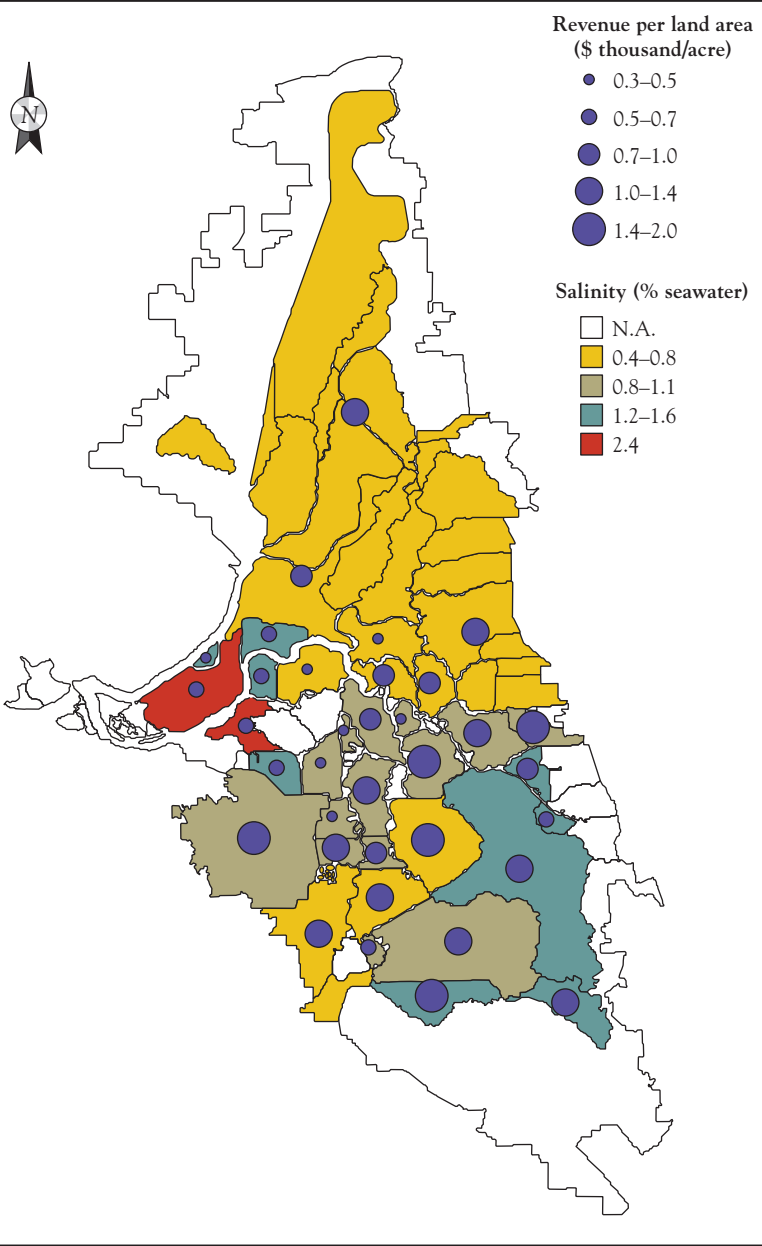 Revenue per land area
($ thousand/acre)
0.3–0.5
0.5–0.7
0.7–1.0
1.0–1.4
1.4–2.0
N
Salinity (% seawater)
N.A.
0.4–0.8
0.8–1.1
1.2–1.6
2.4